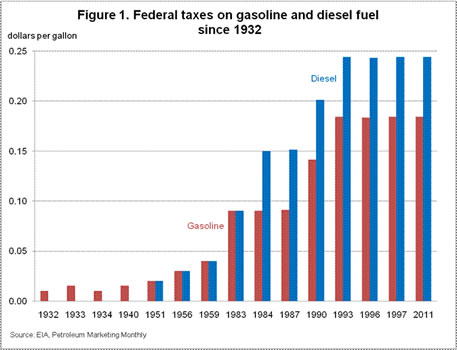 Figure 1. Federal taxes on gasoline and diesel fuel
since 1932
dollars per gallon
0.25
0.20
0.15
0.10
0.05
0.00
Diesel
Gasoline
1932 1933 1934 1940 1951 1956 1959 1983 1984 1987 1990 1993 1996 1997 2011
Source: EIA, Petroleum Marketing Monthly